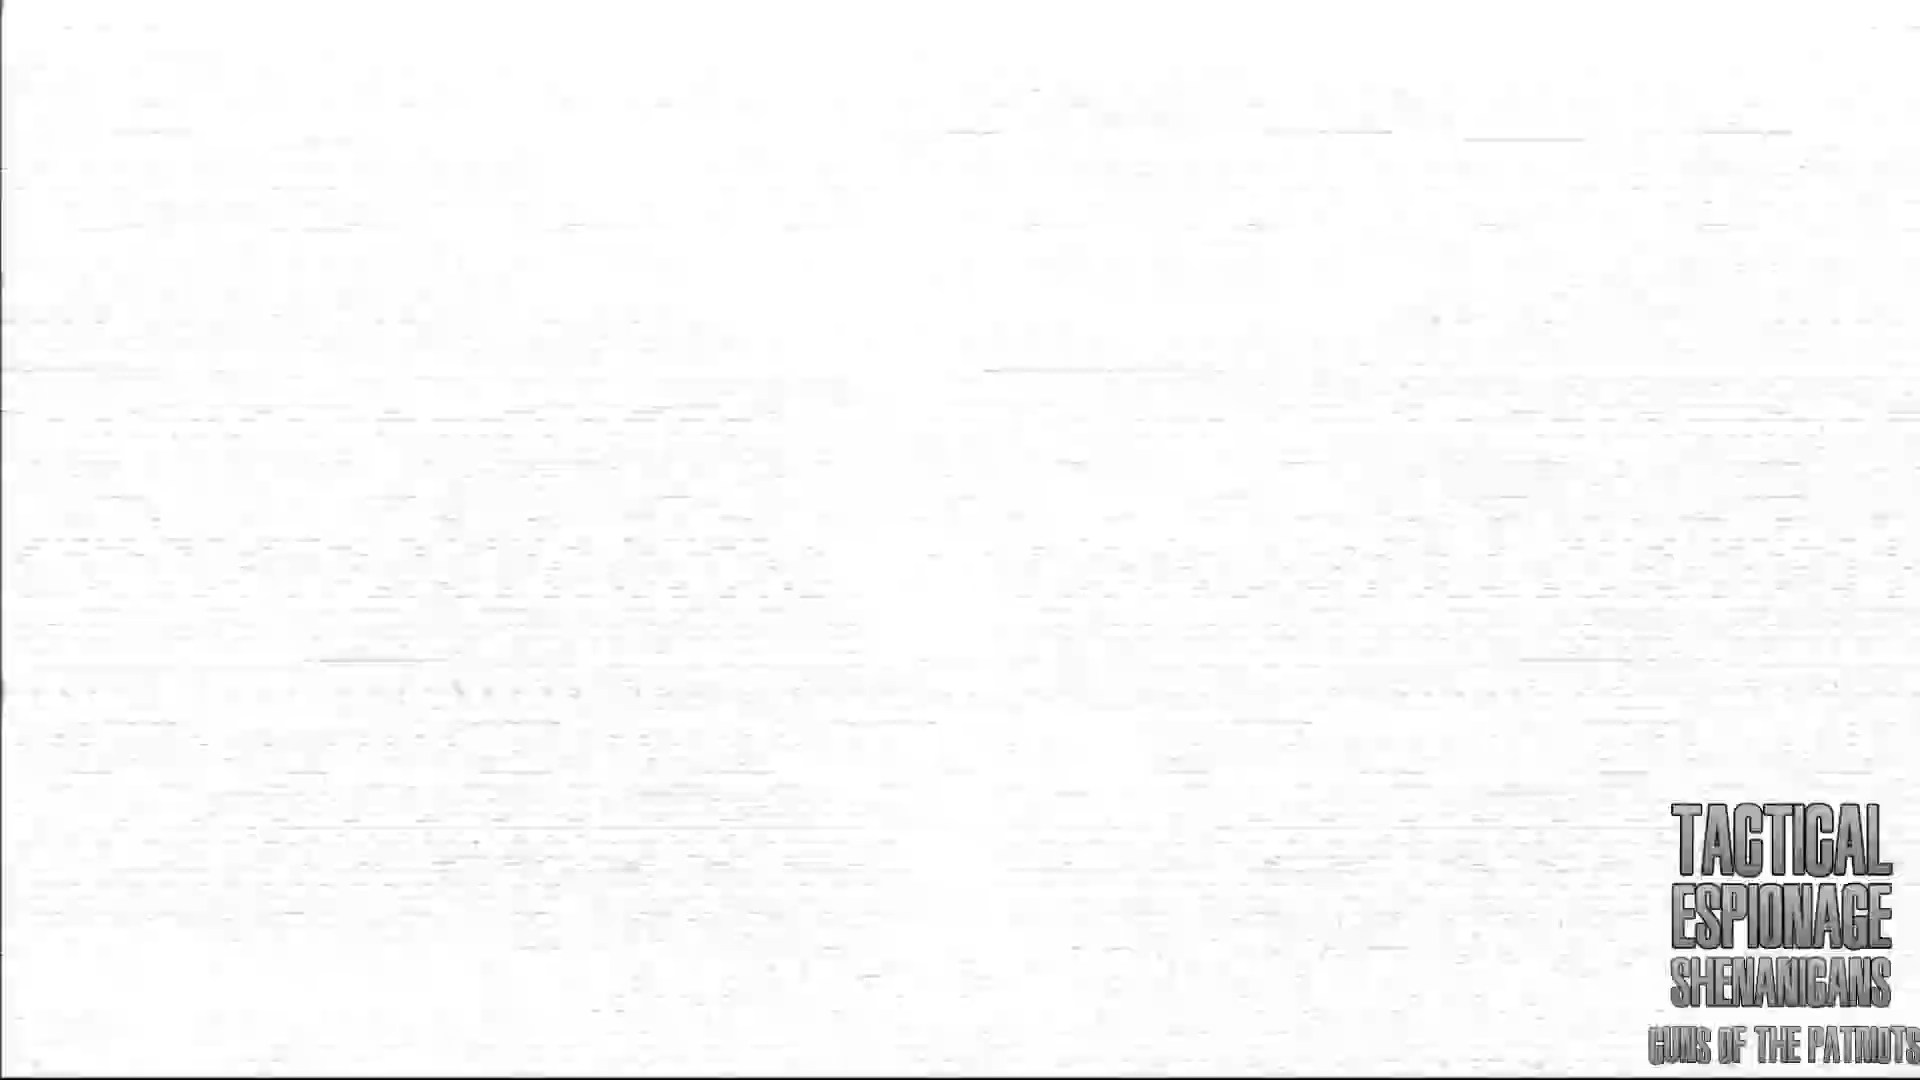 TACTICAL
ESPIONAGE
SHENANIGANS
GUNS OF THE PATRIOTS